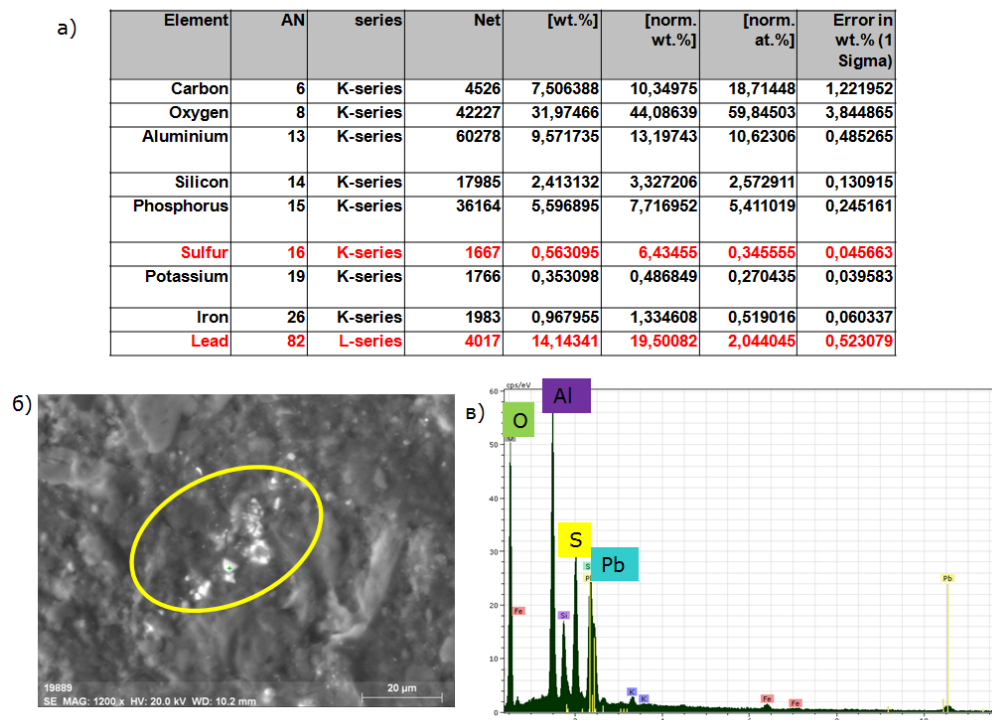 а)
Element AN series Net [wt.%] [norm. wt.%] [norm. at.%] Error in wt.% (1 Sigma)
Carbon 6 K-series 4526 7,506388 10,34975 18,71448 1,221952
Oxygen 8 K-series 42227 31,97466 44,08639 59,84503 3,844865
Aluminium 13 K-series 60278 9,571735 13,19743 10,62306 0,485265
Silicon 14 K-series 17985 2,413132 3,327206 2,572911 0,130915
Phosphorus 15 K-series 36164 5,596895 7,716952 5,411019 0,245161
Sulfur 16 K-series 1667 0,563095 6,43455 0,345555 0,045663
Potassium 19 K-series 1766 0,353098 0,486849 0,270435 0,039583
Iron 26 K-series 1983 0,967955 1,334608 0,519016 0,060337
Lead 82 L-series 4017 14,14341 19,50082 2,044045 0,523079
б)
19889
SE MAG: 1200 x HV: 20.0 kV WD: 10.2 mm
20 µm
в)
cps/eV
60
50
40
30
20
10
0
O
Al
S
Pb
Fe
Si
S
K
K
Fe
Fe
Pb